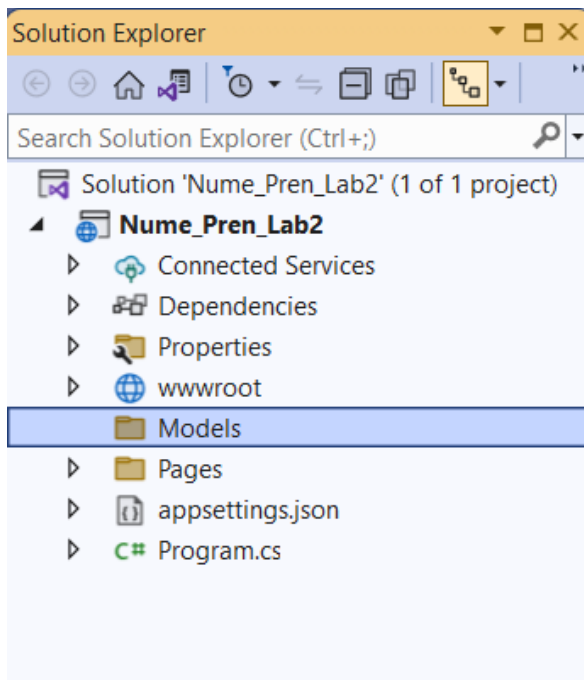 Solution Explorer
Search Solution Explorer (Ctrl+;)
Solution 'Nume_Pren_Lab2' (1 of 1 project)
Nume_Pren_Lab2
Connected Services
Dependencies
Properties
wwwroot
Models
Pages
appsettings.json
C# Program.cs